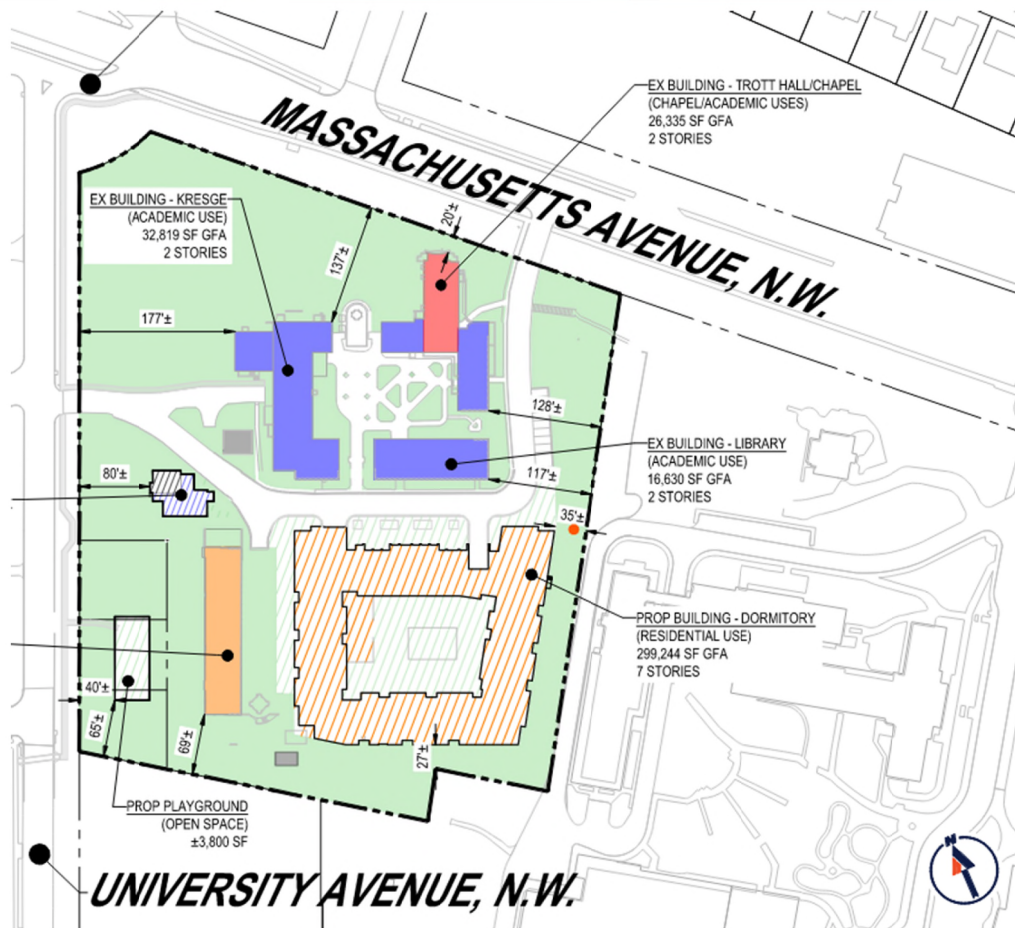 EX BUILDING - TROTT HALL/CHAPEL
(CHAPEL/ACADEMIC USES)
26,335 SF GFA
2 STORIES
MASSACHUSETTS AVENUE, N.W.
EX BUILDING - KRESGE
(ACADEMIC USE)
32,819 SF GFA
2 STORIES
20'±
137'±
177'±
128'±
EX BUILDING - LIBRARY
(ACADEMIC USE)
16,630 SF GFA
2 STORIES
117'±
80'±
35'±
PROP BUILDING - DORMITORY
(RESIDENTIAL USE)
299,244 SF GFA
7 STORIES
40'±
65'±
69'±
27'±
PROP PLAYGROUND
(OPEN SPACE)
±3,800 SF
UNIVERSITY AVENUE, N.W.
N